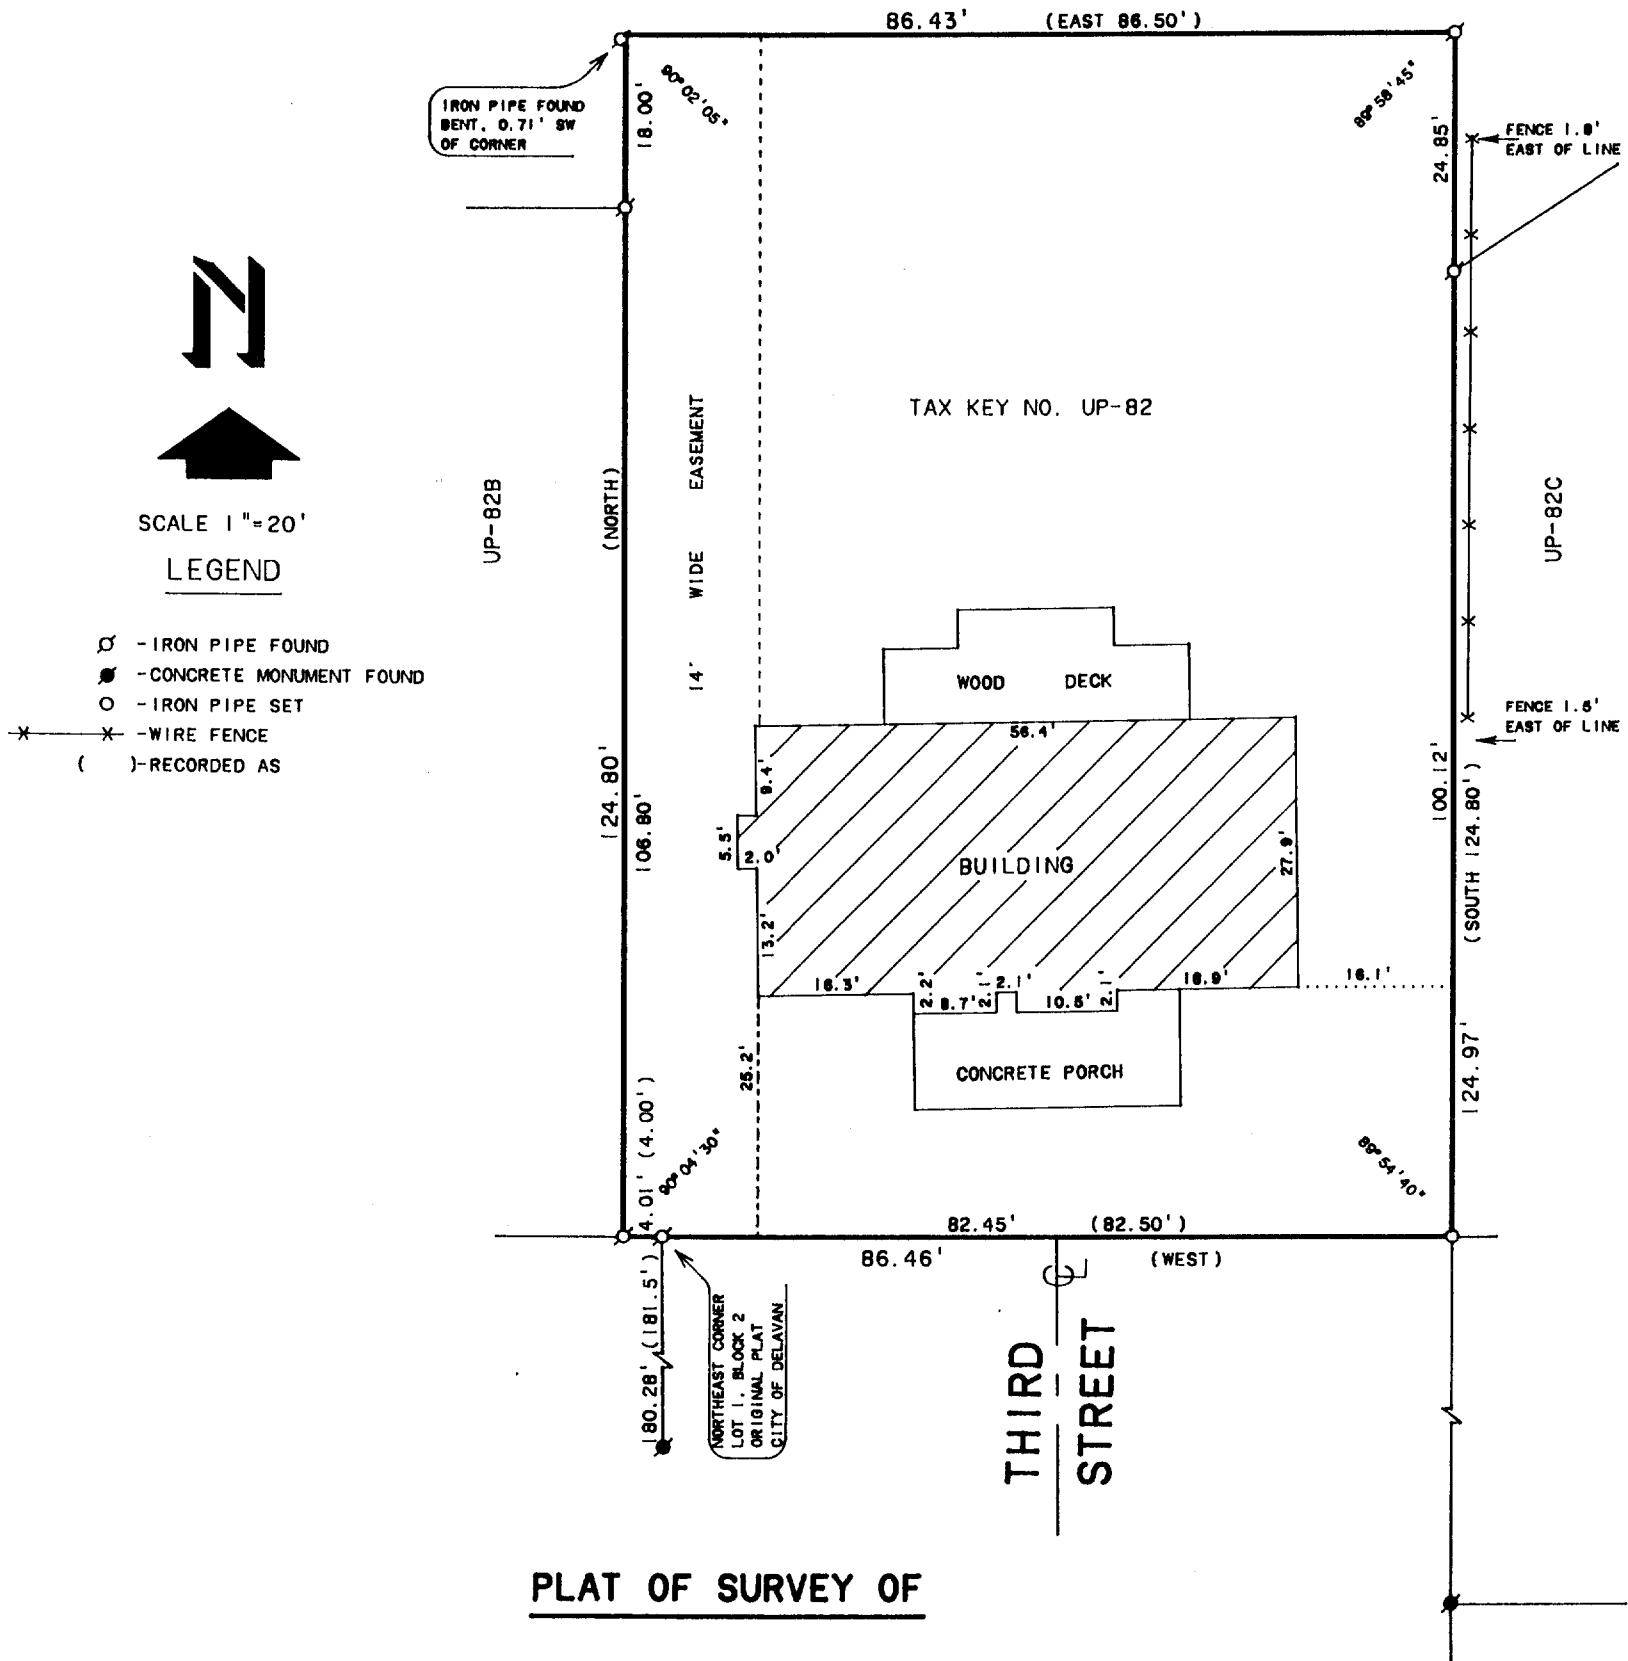 86.43' (EAST 86.50')
IRON PIPE FOUND
BENT, 0.71' SW
OF CORNER
18.00'
90°02'05"
89°58'45"
24.85'
FENCE 1.8'
EAST OF LINE
N
SCALE 1"=20'
LEGEND
-IRON PIPE FOUND
-CONCRETE MONUMENT FOUND
-IRON PIPE SET
-WIRE FENCE
( )-RECORDED AS
UP-82B
(NORTH)
14' WIDE EASEMENT
TAX KEY NO. UP-82
UP-82C
WOOD DECK
FENCE 1.5'
EAST OF LINE
124.80'
106.80'
56.4'
9.4'
5.5'
2.0'
13.2'
BUILDING
27.9'
100.12'
(SOUTH 124.80')
16.3'
2.2'
8.7'
2.1'
2.1'
10.5'
2.1'
18.9'
16.1'
25.2'
CONCRETE PORCH
124.97'
4.01' (4.00')
90°04'30"
89°54'40"
82.45' (82.50')
86.46' (WEST)
180.28' (181.5')
NORTHEAST CORNER
LOT 1, BLOCK 2
ORIGINAL PLAT
CITY OF DELAVAN
THIRD
STREET
PLAT OF SURVEY OF